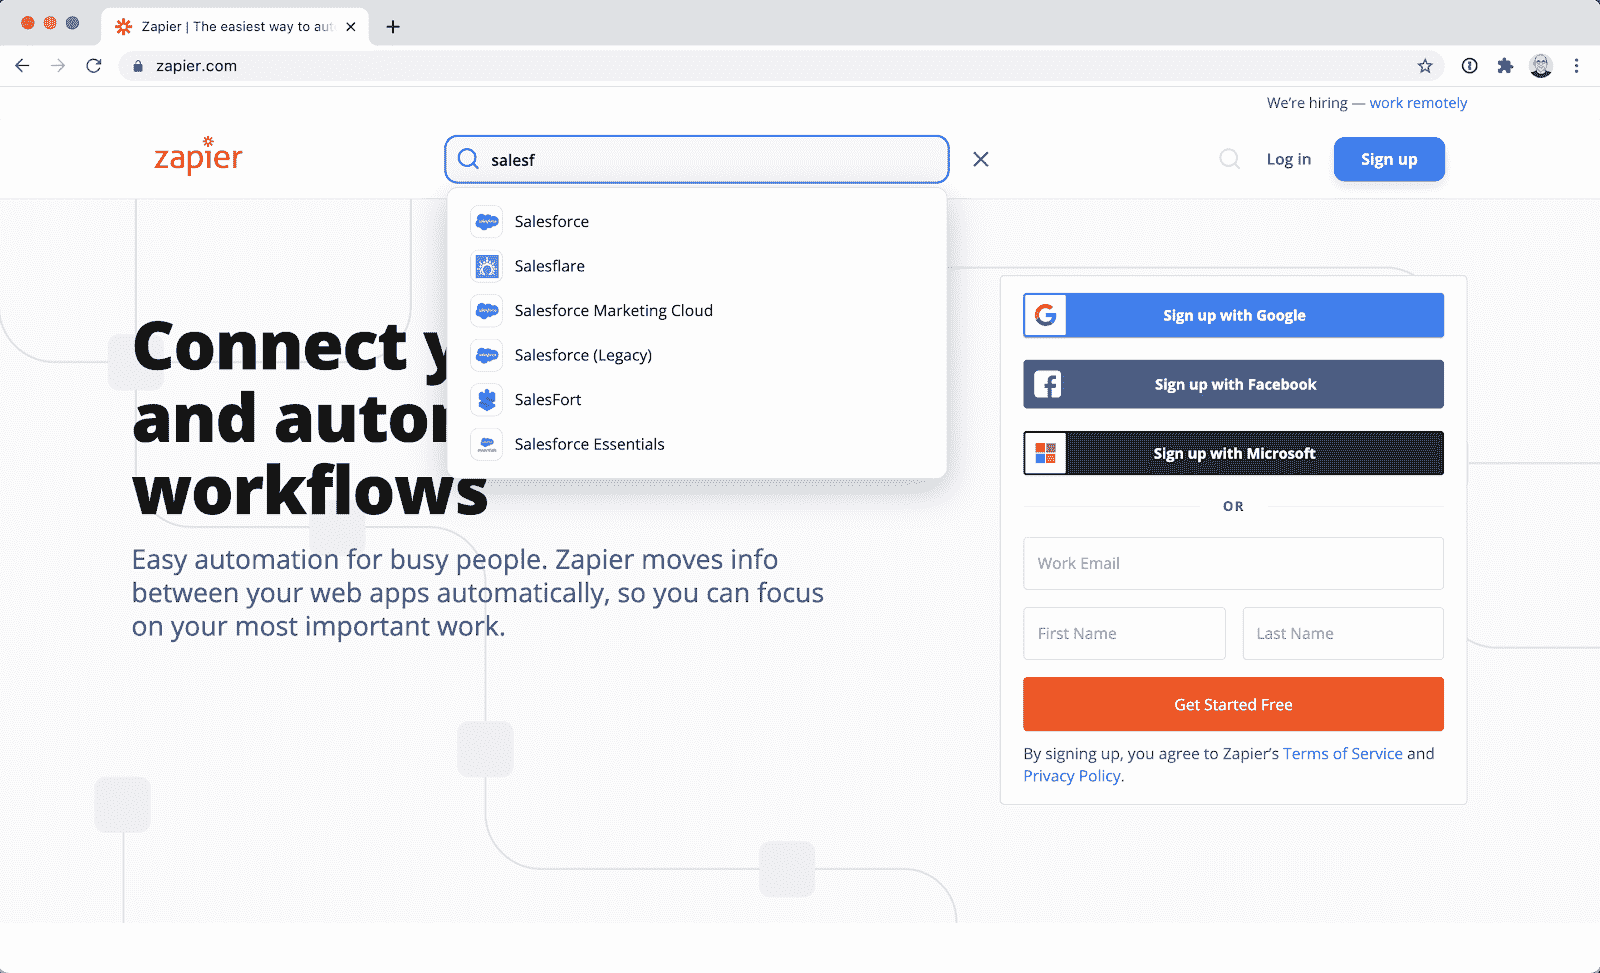 Zapier | The easiest way to aut
zapier.com
We're hiring — work remotely
zapier
salesf
Log in
Sign up
Salesforce
Salesflare
Salesforce Marketing Cloud
Salesforce (Legacy)
SalesFort
Salesforce Essentials
Connect y
and autor
workflows
Easy automation for busy people. Zapier moves info
between your web apps automatically, so you can focus
on your most important work.
Sign up with Google
Sign up with Facebook
Sign up with Microsoft
OR
Work Email
First Name
Last Name
Get Started Free
By signing up, you agree to Zapier's Terms of Service and
Privacy Policy.